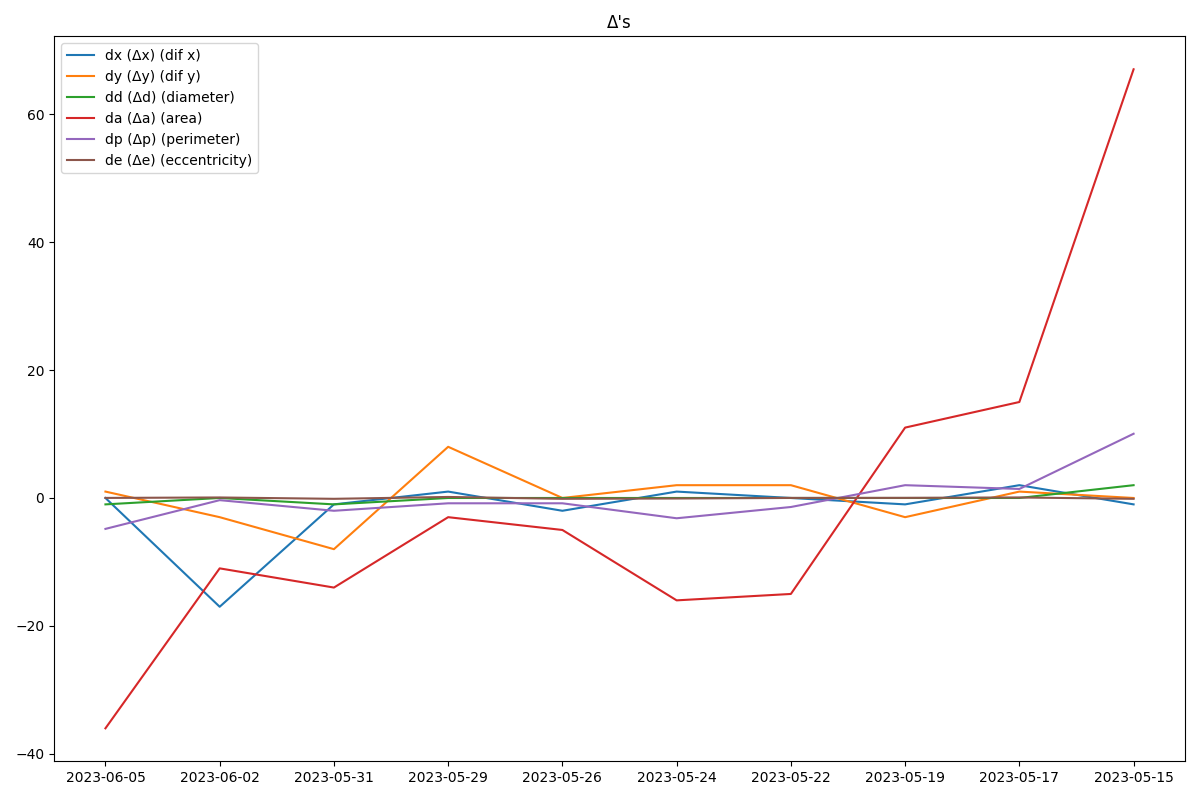 Δ's
dx (Δx) (dif x)
dy (Δy) (dif y)
dd (Δd) (diameter)
da (Δa) (area)
dp (Δp) (perimeter)
de (Δe) (eccentricity)
60
40
20
0
−20
−40
2023-06-05 2023-06-02 2023-05-31 2023-05-29 2023-05-26 2023-05-24 2023-05-22 2023-05-19 2023-05-17 2023-05-15